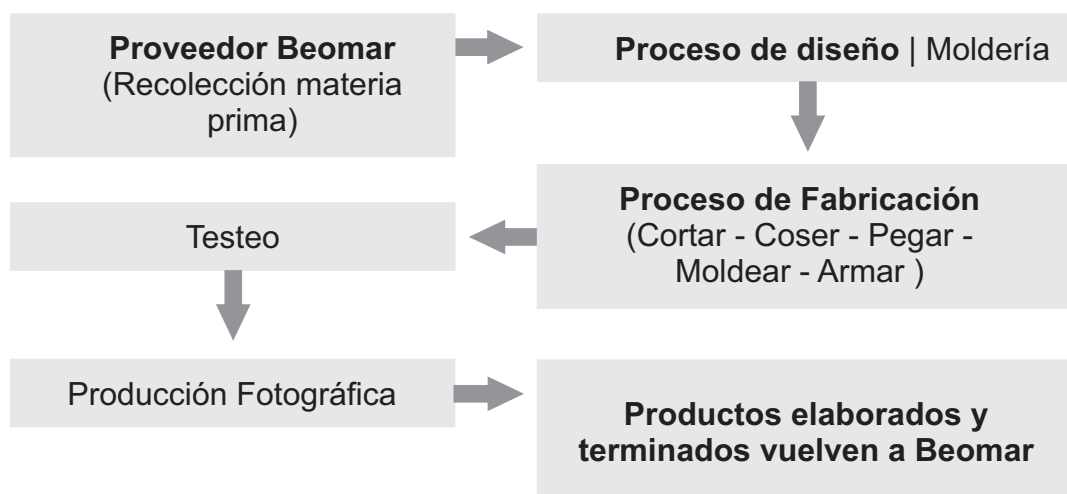 Proveedor Beomar
(Recolección materia
prima)
Proceso de diseño | Moldería
Proceso de Fabricación
(Cortar - Coser - Pegar -
Moldear - Armar )
Testeo
Producción Fotográfica
Productos elaborados y
terminados vuelven a Beomar